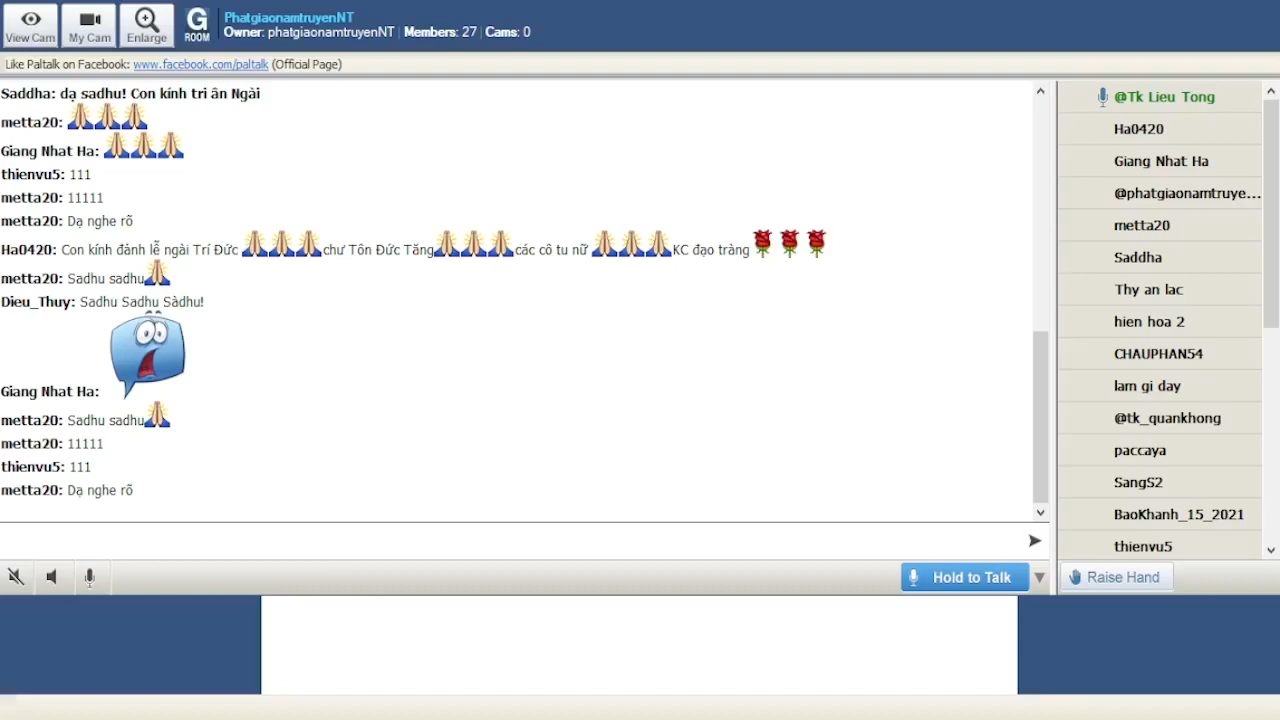 View Cam
My Cam
Enlarge
G
ROOM
PhatgiaonamtruyenNT
Owner: phatgiaonamtruyenNT | Members: 27 | Cams: 0
Like Paltalk on Facebook: www.facebook.com/paltalk (Official Page)
Saddha: dạ sadhu! Con kính tri ân Ngài
metta20:
Giang Nhat Ha:
thienvu5: 111
metta20: 11111
metta20: Dạ nghe rõ
Ha0420: Con kính đảnh lễ ngài Trí Đức chư Tôn Đức Tăng các cô tu nữ KC đạo tràng
metta20: Sadhu sadhu
Dieu_Thuy: Sadhu Sadhu Sàdhu!
Giang Nhat Ha:
metta20: Sadhu sadhu
metta20: 11111
thienvu5: 111
metta20: Dạ nghe rõ
Hold to Talk
@Tk Lieu Tong
Ha0420
Giang Nhat Ha
@phatgiaonamtruye...
metta20
Saddha
Thy an lac
hien hoa 2
CHAUPHAN54
lam gi day
@tk_quankhong
paccaya
SangS2
BaoKhanh_15_2021
thienvu5
Raise Hand